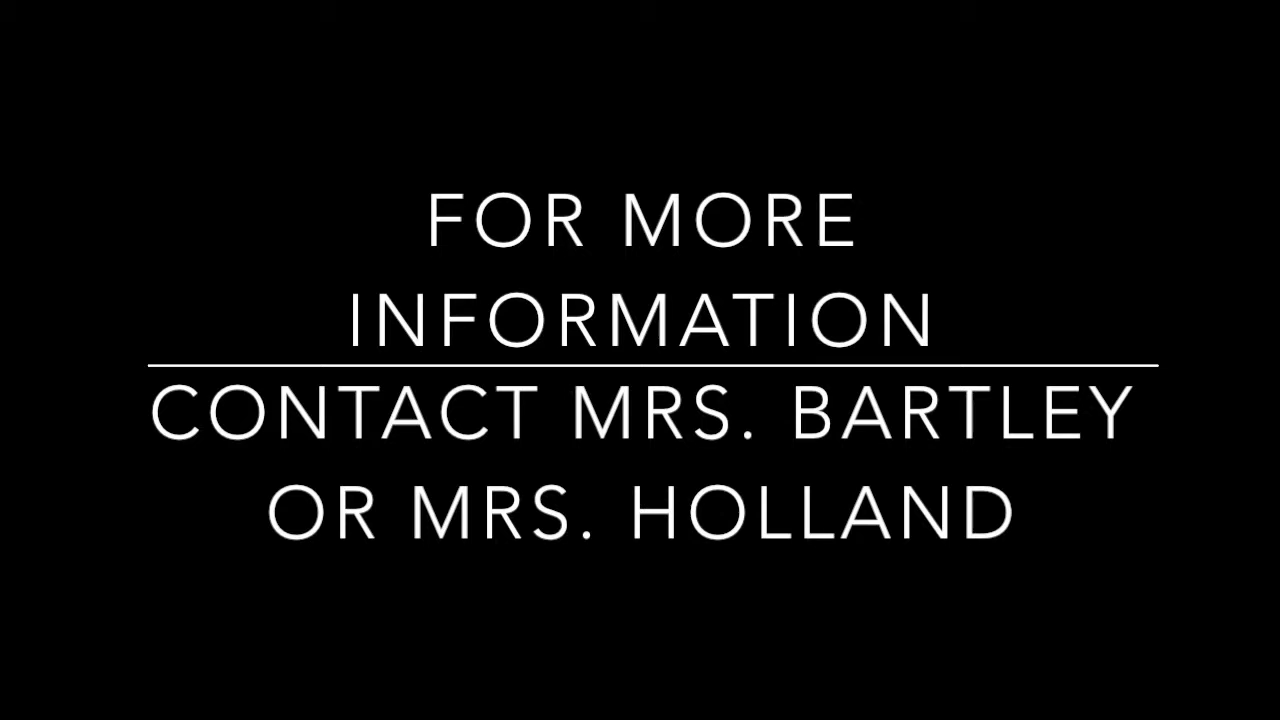 FOR MORE
INFORMATION
CONTACT MRS. BARTLEY
OR MRS. HOLLAND